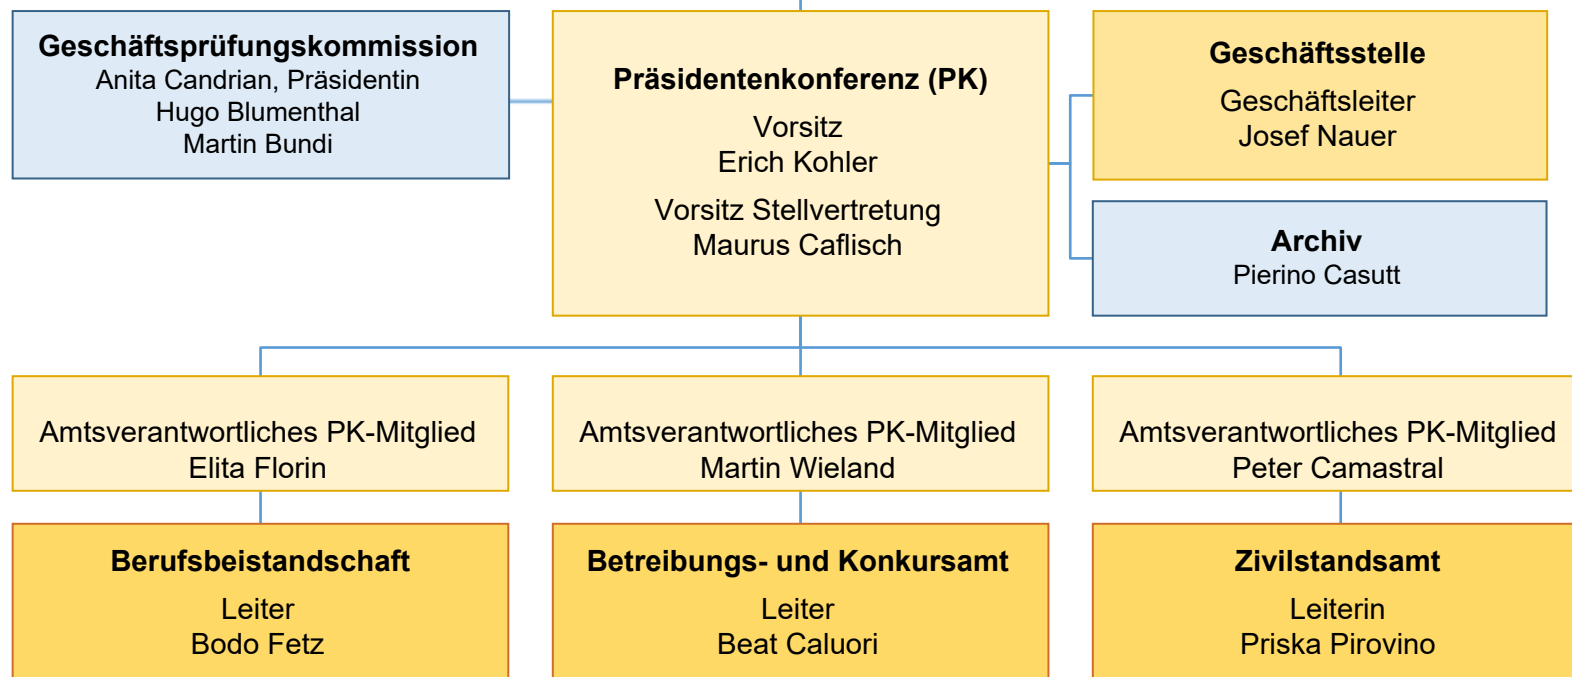 Geschäftsprüfungskommission
Anita Candrian, Präsidentin
Hugo Blumenthal
Martin Bundi
Präsidentenkonferenz (PK)
Vorsitz
Erich Kohler
Vorsitz Stellvertretung
Maurus Caflisch
Geschäftsstelle
Geschäftsleiter
Josef Nauer
Archiv
Pierino Casutt
Amtsverantwortliches PK-Mitglied
Elita Florin
Amtsverantwortliches PK-Mitglied
Martin Wieland
Amtsverantwortliches PK-Mitglied
Peter Camastral
Berufsbeistandschaft
Leiter
Bodo Fetz
Betreibungs- und Konkursamt
Leiter
Beat Caluori
Zivilstandsamt
Leiterin
Priska Pirovino